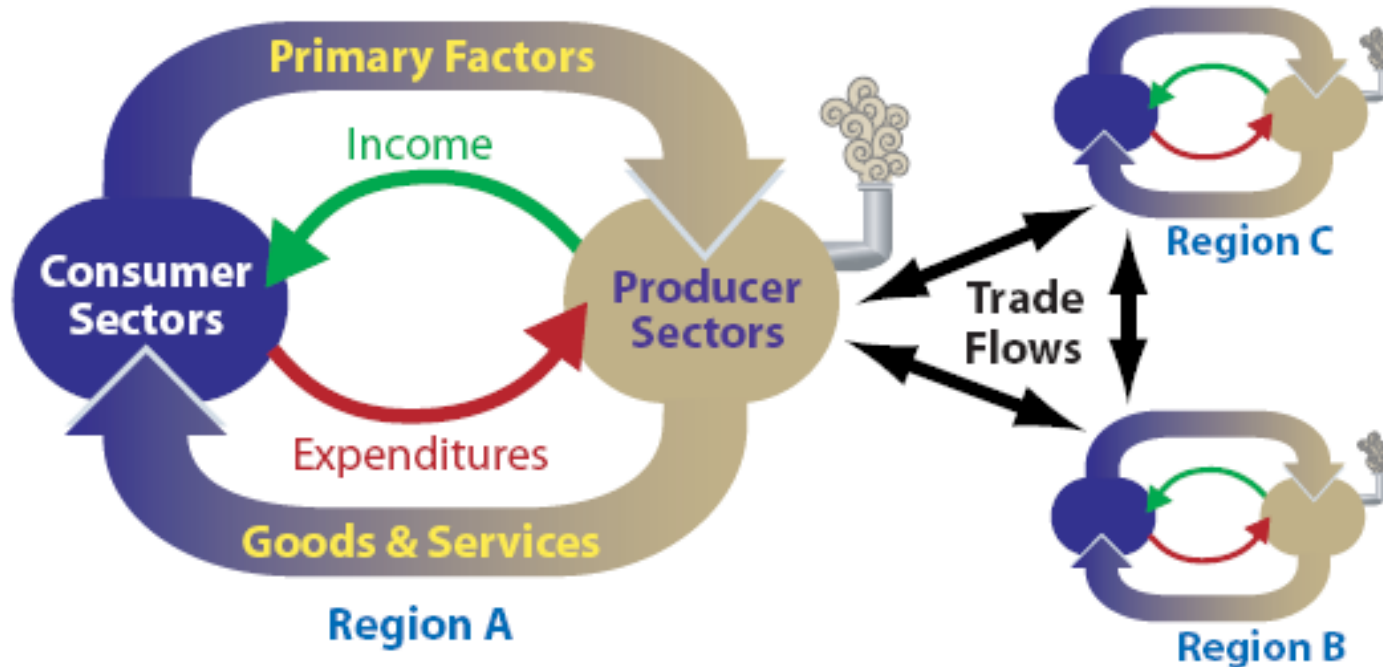 Primary Factors
Income
Consumer
Sectors
Producer
Sectors
Expenditures
Goods & Services
Region A
Trade
Flows
Region C
Region B